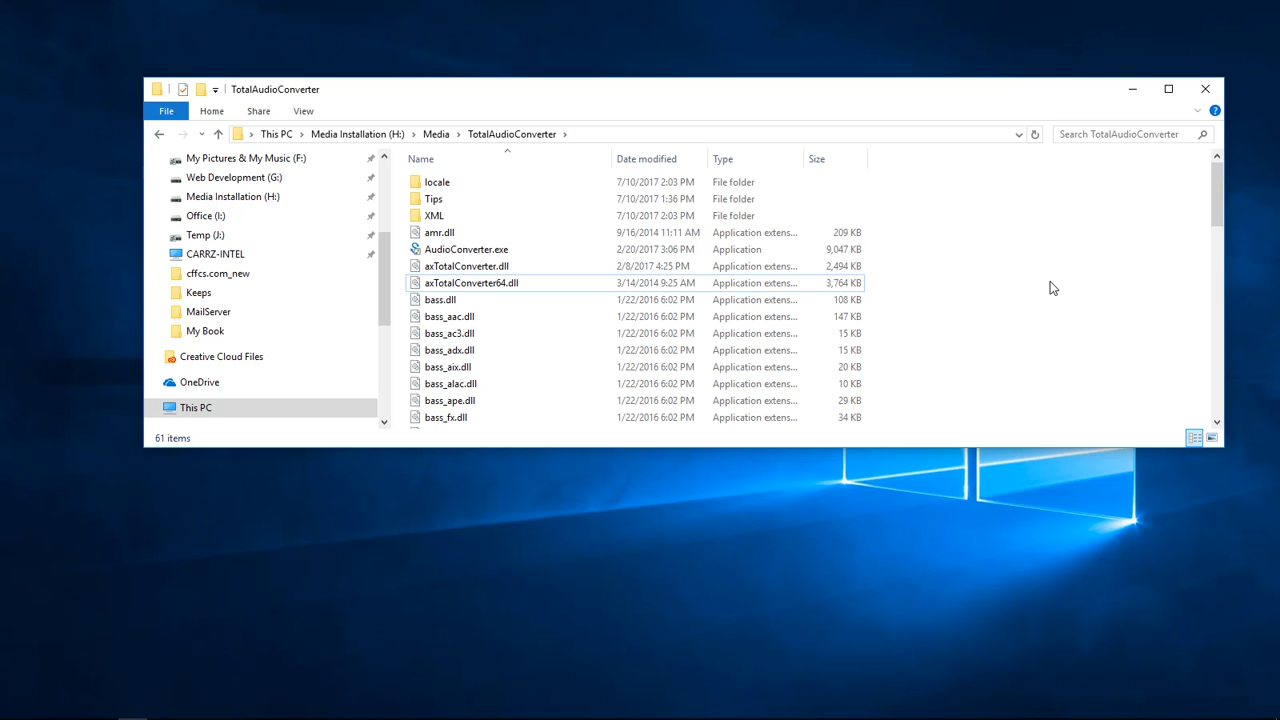 TotalAudioConverter
File Home Share View
This PC Media Installation (H:) Media TotalAudioConverter Search TotalAudioConverter
My Pictures & My Music (F:)
Web Development (G:)
Media Installation (H:)
Office (I:)
Temp (J:)
CARRZ-INTEL
cffcs.com_new
Keeps
MailServer
My Book
Creative Cloud Files
OneDrive
This PC
Name Date modified Type Size
locale 7/10/2017 2:03 PM File folder
Tips 7/10/2017 1:36 PM File folder
XML 7/10/2017 2:03 PM File folder
amr.dll 9/16/2014 11:11 AM Application extens... 209 KB
AudioConverter.exe 2/20/2017 3:06 PM Application 9,047 KB
axTotalConverter.dll 2/8/2017 4:25 PM Application extens... 2,494 KB
axTotalConverter64.dll 3/14/2014 9:25 AM Application extens... 3,764 KB
bass.dll 1/22/2016 6:02 PM Application extens... 108 KB
bass_aac.dll 1/22/2016 6:02 PM Application extens... 147 KB
bass_ac3.dll 1/22/2016 6:02 PM Application extens... 15 KB
bass_adx.dll 1/22/2016 6:02 PM Application extens... 15 KB
bass_aix.dll 1/22/2016 6:02 PM Application extens... 20 KB
bass_alac.dll 1/22/2016 6:02 PM Application extens... 10 KB
bass_ape.dll 1/22/2016 6:02 PM Application extens... 29 KB
bass_fx.dll 1/22/2016 6:02 PM Application extens... 34 KB
61 items